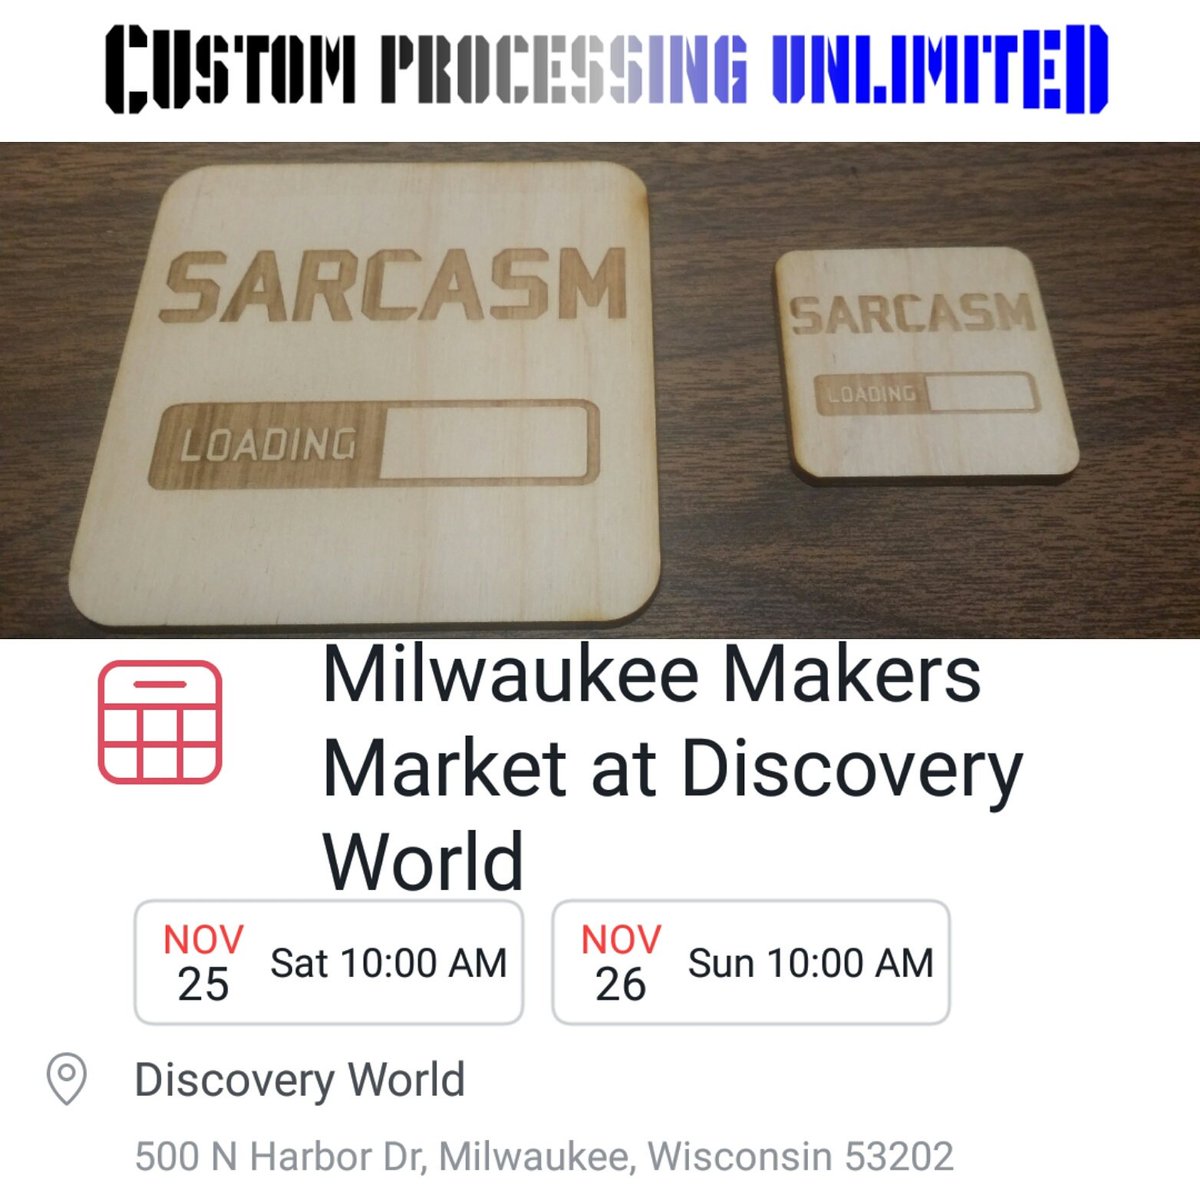 CUSTOM PROCESSING UNLIMITED
SARCASM
LOADING
SARCASM
LOADING
Milwaukee Makers
Market at Discovery
World
NOV
25
Sat 10:00 AM
NOV
26
Sun 10:00 AM
Discovery World
500 N Harbor Dr, Milwaukee, Wisconsin 53202